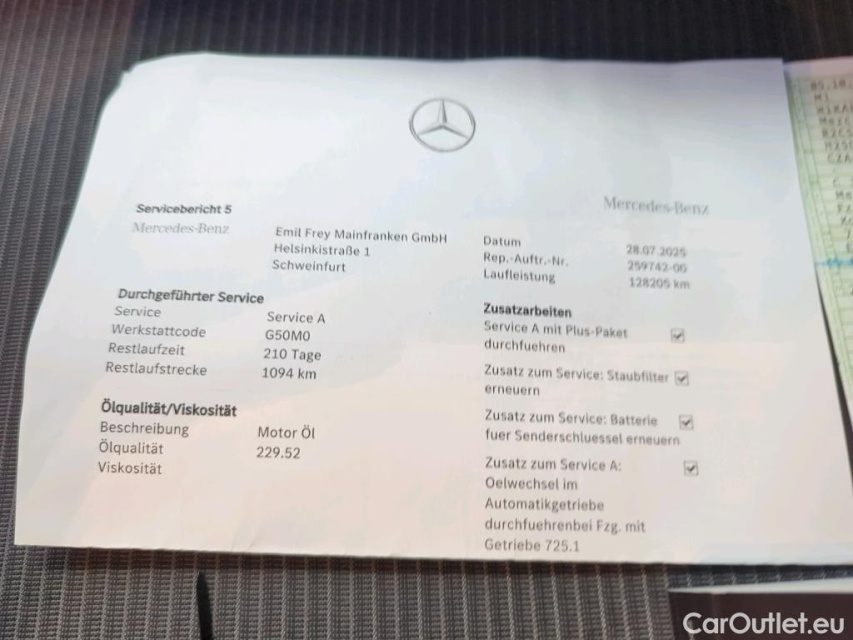 Servicebericht 5
Mercedes-Benz
Mercedes-Benz
Emil Frey Mainfranken GmbH
Helsinkistraße 1
Schweinfurt
Datum 28.07.2025
Rep.-Auftr.-Nr. 259742-00
Laufleistung 128205 km
Durchgeführter Service
Service Service A
Werkstattcode G50M0
Restlaufzeit 210 Tage
Restlaufstrecke 1094 km
Ölqualität/Viskosität
Beschreibung Motor Öl
Ölqualität 229.52
Viskosität
Zusatzarbeiten
Service A mit Plus-Paket
durchfuehren
Zusatz zum Service: Staubfilter
erneuern
Zusatz zum Service: Batterie
fuer Senderschluessel erneuern
Zusatz zum Service A:
Oelwechsel im
Automatikgetriebe
durchfuehrenbei Fzg. mit
Getriebe 725.1
CarOutlet.eu